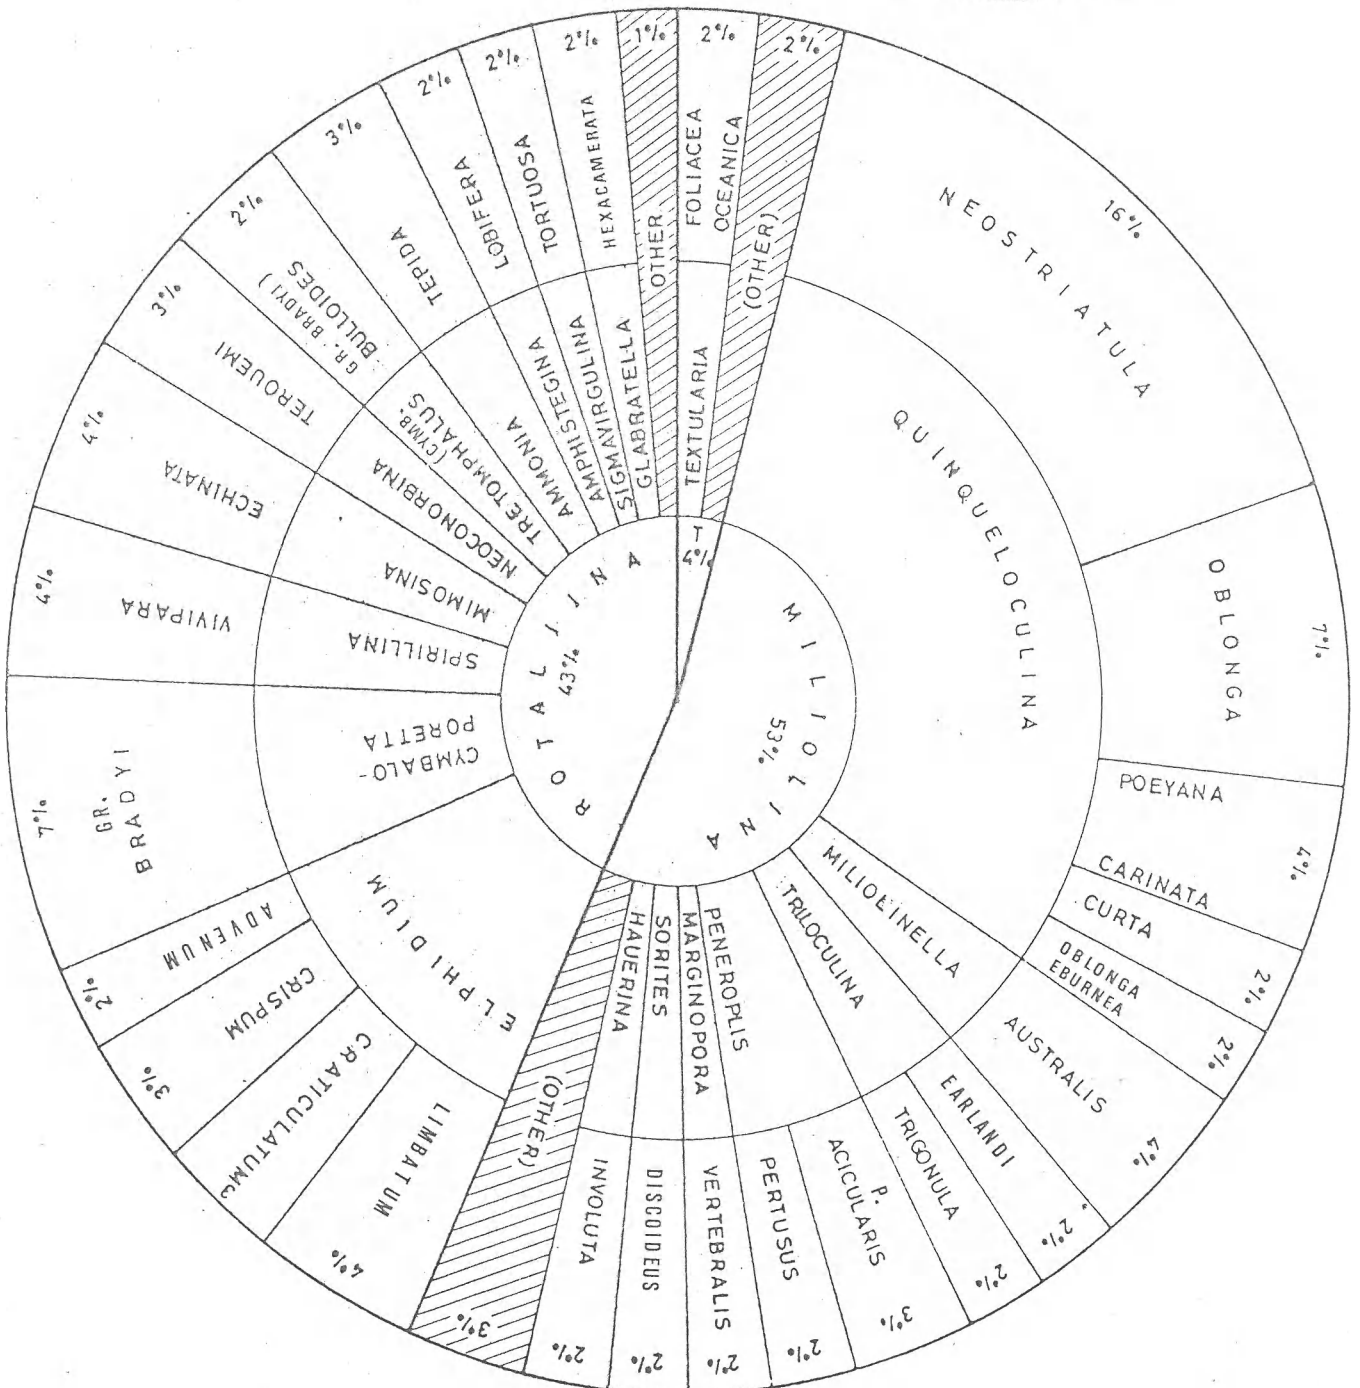 2%
FOLIACEA
OCEANICA
TEXTULARIA
2%
(OTHER)
T
4%
16%
NEOSTRIATULA
QUINQUELOCULINA
7%
OBLONGA
4%
POEYANA
CARINATA
2%
CURTA
2%
OBLONGA
EBURNEA
4%
AUSTRALIS
MILIOLINELLA
2%
EARLANDI
2%
TRIGONULA
TRILOCULINA
3%
P.
ACICULARIS
2%
PERTUSUS
PENEROPLIS
2%
VERTEBRALIS
MARGINOPORA
2%
DISCOIDEUS
SORITES
2%
INVOLUTA
HAUERINA
3%
(OTHER)
MILIOLINA
53%
4%
LIMBATUM
CRATICULATUM
3
3%
CRISPUM
2%
ADVENUM
ELPHIDIUM
7%
GR.
BRADYI
CYMBALO-
PORETTA
4%
VIVIPARA
SPIRILLINA
4%
ECHINATA
MIMOSINA
3%
TERQUEMI
NEOCONORBINA
2%
BULLOIDES
GR. BRADYI)
TRETOMPHALUS
(CYMB.
3%
TEPIDA
AMMONIA
2%
LOBIFERA
AMPHISTEGINA
2%
TORTUOSA
SIGMAVIRGULINA
2%
HEXACAMERATA
GLABRATELLA
1%
OTHER
ROTALIINA
43%